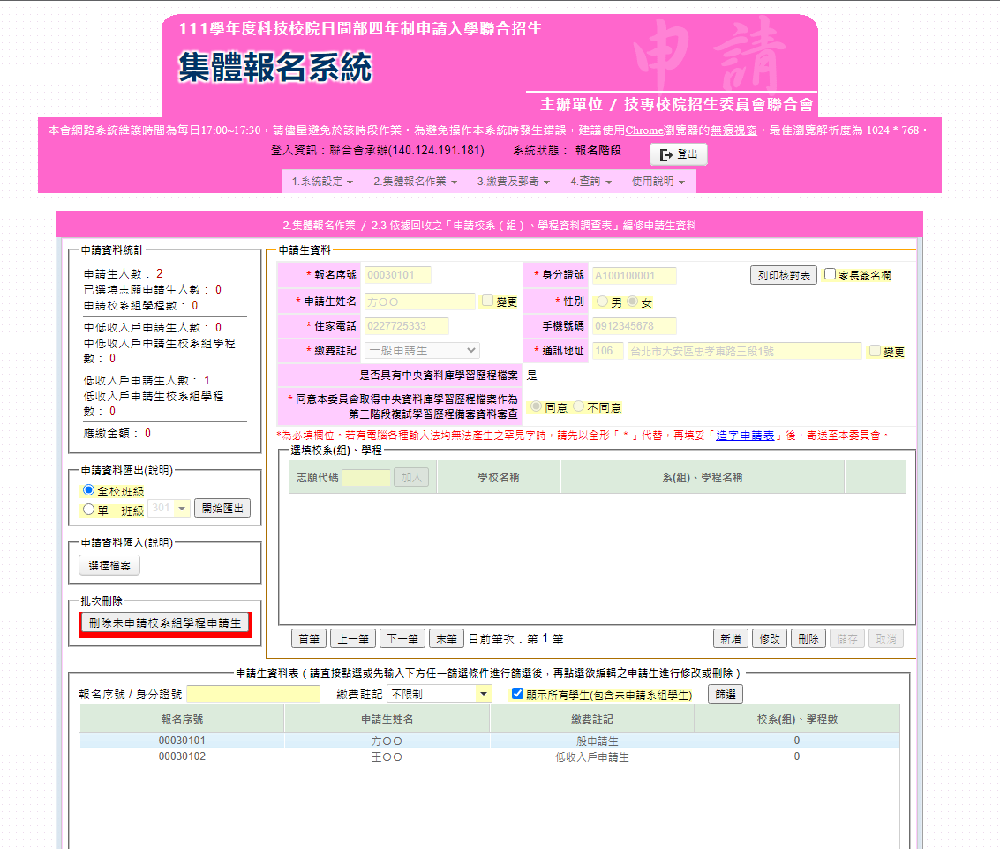 111學年度科技校院日間部四年制申請入學聯合招生
申請
集體報名系統
主辦單位 / 技專校院招生委員會聯合會
本會網路系統維護時間為每日17:00~17:30，請儘量避免於該時段作業。為避免操作本系統時發生錯誤，建議使用Chrome瀏覽器的無痕視窗，最佳瀏覽解析度為 1024 * 768。
登入資訊：聯合會承辦(140.124.191.181) 系統狀態： 報名階段 登出
1.系統設定 2.集體報名作業 3.繳費及郵寄 4.查詢 使用說明
2.集體報名作業 / 2.3 依據回收之「申請校系（組）、學程資料調查表」編修申請生資料
申請資料統計
申請生人數： 2
已選填志願申請生人數： 0
申請校系組學程數： 0
中低收入戶申請生人數： 0
中低收入戶申請生校系組學程
數： 0
低收入戶申請生人數： 1
低收入戶申請生校系組學程
數： 0
應繳金額： 0
申請資料匯出(說明)
全校班級
單一班級 301 開始匯出
申請資料匯入(說明)
選擇檔案
批次刪除
刪除未申請校系組學程申請生
申請生資料
* 報名序號 00030101 * 身分證號 A100100001 列印核對表 家長簽名欄
* 申請生姓名 方○○ 變更 * 性別 男 女
* 住家電話 0227725333 手機號碼 0912345678
* 繳費註記 一般申請生 * 通訊地址 106 台北市大安區忠孝東路三段1號 變更
是否具有中央資料庫學習歷程檔案 是
* 同意本委員會取得中央資料庫學習歷程檔案作為
第二階段複試學習歷程備審資料審查 同意 不同意
*為必填欄位。若有電腦各種輸入法均無法產生之罕見字時，請先以全形「＊」代替，再填妥「造字申請表」後，寄送至本委員會。
選填校系(組)、學程
志願代碼 加入 學校名稱 系(組)、學程名稱
首筆 上一筆 下一筆 末筆 目前筆次：第 1 筆 新增 修改 刪除 儲存 取消
申請生資料表 ( 請直接點選或先輸入下方任一篩選條件進行篩選後，再點選欲編輯之申請生進行修改或刪除 )
報名序號 / 身分證號 繳費註記 不限制 顯示所有學生(包含未申請系組學生) 篩選
報名序號 申請生姓名 繳費註記 校系(組)、學程數
00030101 方○○ 一般申請生 0
00030102 王○○ 低收入戶申請生 0